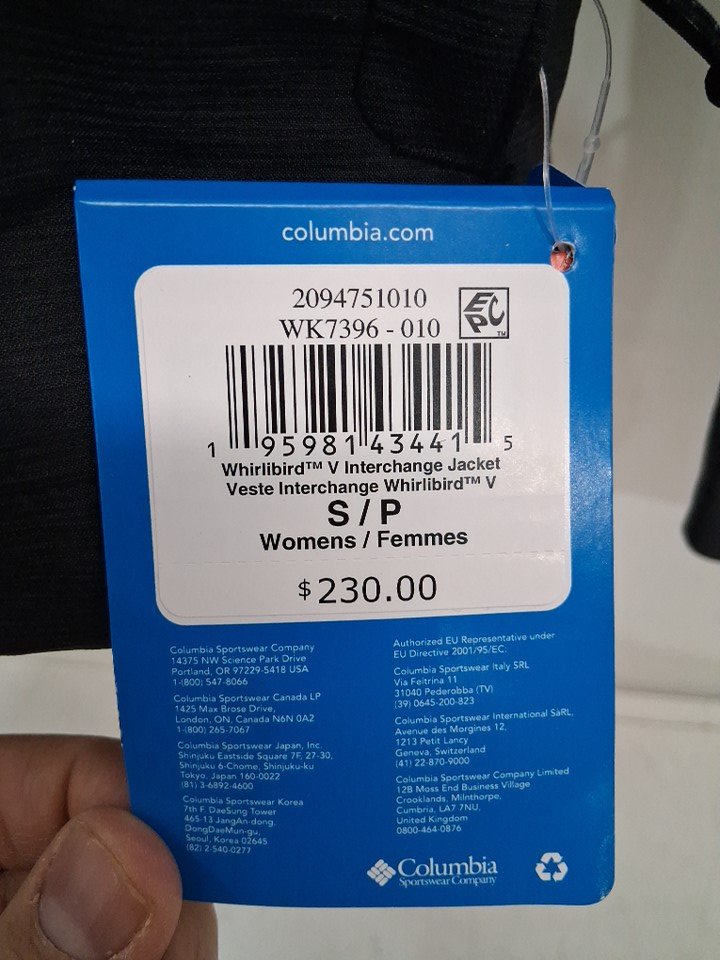 columbia.com
2094751010
WK7396 - 010
EPC
TM
1 95981 43441 5
Whirlibird™ V Interchange Jacket
Veste Interchange Whirlibird™ V
S / P
Womens / Femmes
$230.00
Columbia Sportswear Company
14375 NW Science Park Drive
Portland, OR 97229-5418 USA
1-(800) 547-8066
Columbia Sportswear Canada LP
1425 Max Brose Drive,
London, ON, Canada N6N 0A2
1-(800) 265-7067
Columbia Sportswear Japan, Inc.
Shinjuku Eastside Square 7F, 27-30,
Shinjuku 6-Chome, Shinjuku-ku
Tokyo, Japan 160-0022
(81) 3-6892-4600
Columbia Sportswear Korea
7th F. DaeSung Tower
465-13 JangAn-dong,
DongDaeMun-gu,
Seoul, Korea 02645
(82) 2-540-0277
Authorized EU Representative under
EU Directive 2001/95/EC.
Columbia Sportswear Italy SRL
Via Feltrina 11
31040 Pederobba (TV)
(39) 0645-200-823
Columbia Sportswear International SàRL,
Avenue des Morgines 12,
1213 Petit Lancy
Geneva, Switzerland
(41) 22-870-9000
Columbia Sportswear Company Limited
12B Moss End Business Village
Crooklands, Milnthorpe,
Cumbria, LA7 7NU,
United Kingdom
0800-464-0876
Columbia
Sportswear Company